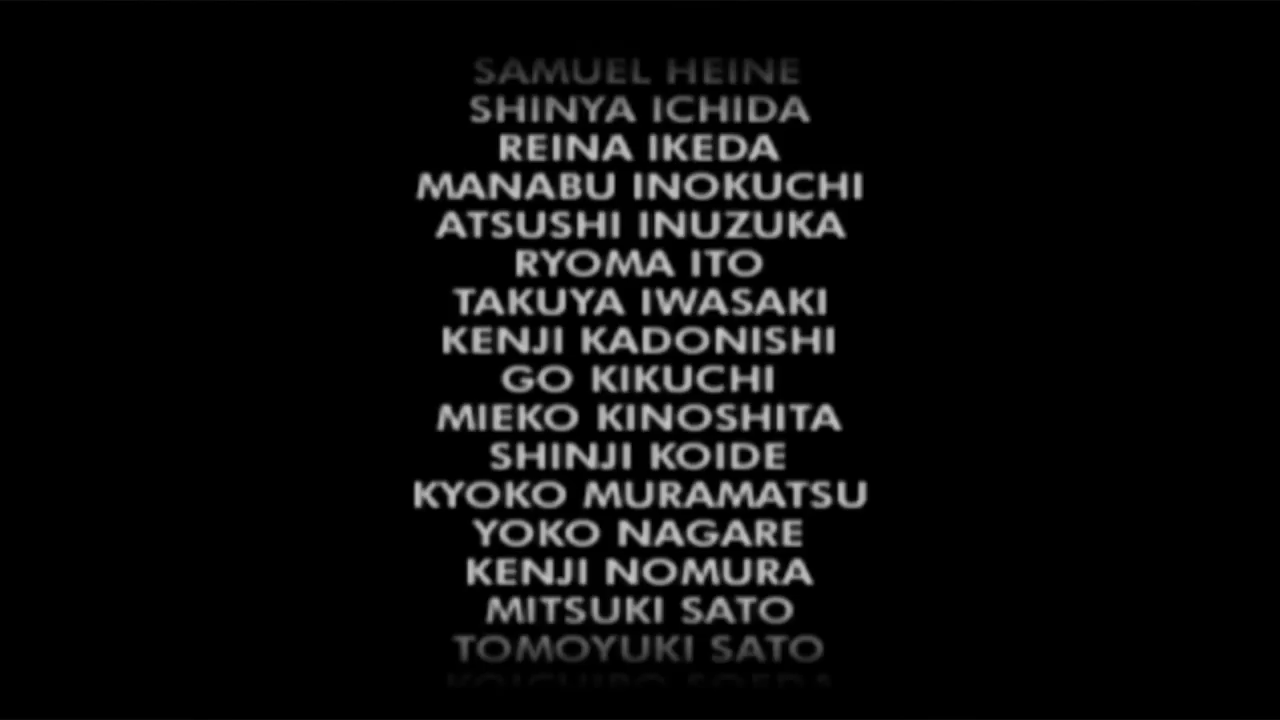 SAMUEL HEINE
SHINYA ICHIDA
REINA IKEDA
MANABU INOKUCHI
ATSUSHI INUZUKA
RYOMA ITO
TAKUYA IWASAKI
KENJI KADONISHI
GO KIKUCHI
MIEKO KINOSHITA
SHINJI KOIDE
KYOKO MURAMATSU
YOKO NAGARE
KENJI NOMURA
MITSUKI SATO
TOMOYUKI SATO